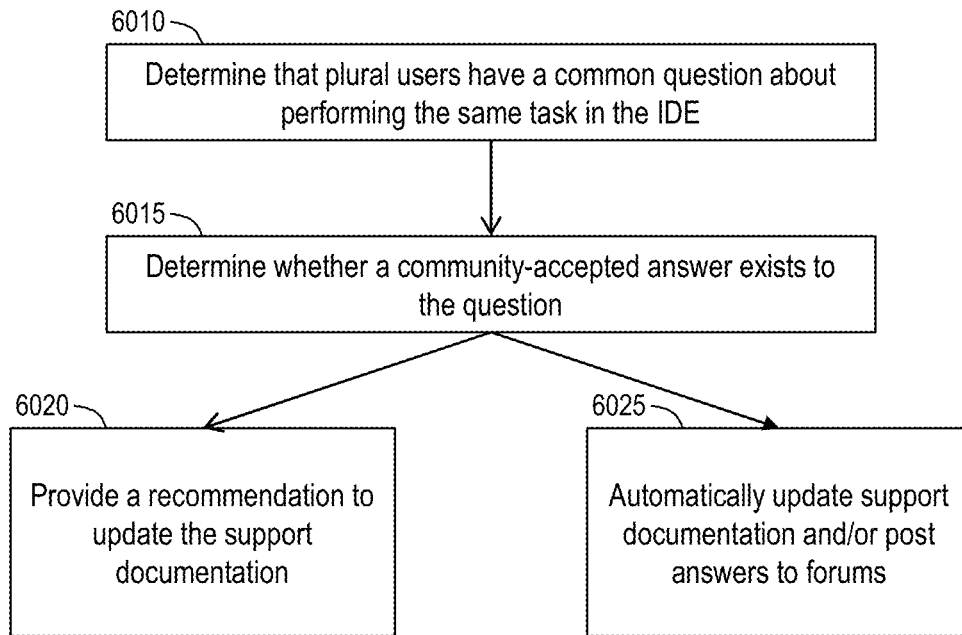 6010
Determine that plural users have a common question about
performing the same task in the IDE
6015
Determine whether a community-accepted answer exists to
the question
6020
Provide a recommendation to
update the support
documentation
6025
Automatically update support
documentation and/or post
answers to forums